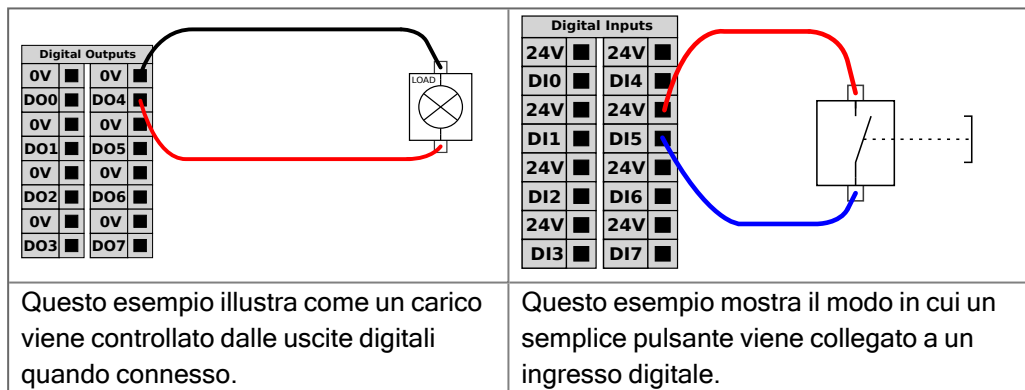 Digital Outputs
0V 0V
DO0 DO4
0V 0V
DO1 DO5
0V 0V
DO2 DO6
0V 0V
DO3 DO7
LOAD
Digital Inputs
24V 24V
DI0 DI4
24V 24V
DI1 DI5
24V 24V
DI2 DI6
24V 24V
DI3 DI7
Questo esempio illustra come un carico
viene controllato dalle uscite digitali
quando connesso.
Questo esempio mostra il modo in cui un
semplice pulsante viene collegato a un
ingresso digitale.